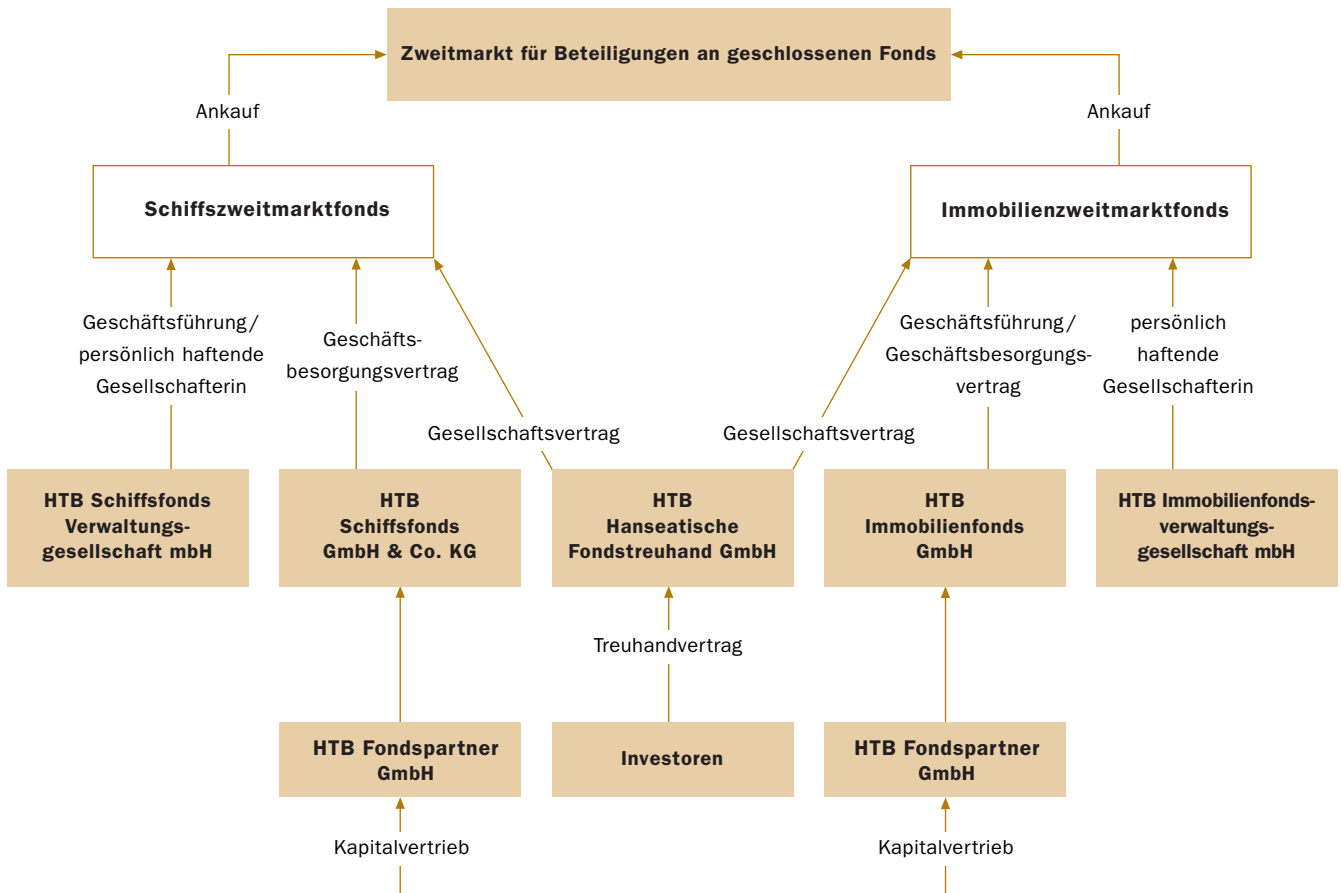 Zweitmarkt für Beteiligungen an geschlossenen Fonds
Ankauf
Ankauf
Schiffszweitmarktfonds
Immobilienzweitmarktfonds
Geschäftsführung/
persönlich haftende
Gesellschafterin
Geschäfts-
besorgungsvertrag
Geschäftsführung/
Geschäftsbesorgungs-
vertrag
persönlich
haftende
Gesellschafterin
Gesellschaftsvertrag
Gesellschaftsvertrag
HTB Schiffsfonds
Verwaltungs-
gesellschaft mbH
HTB
Schiffsfonds
GmbH & Co. KG
HTB
Hanseatische
Fondstreuhand GmbH
HTB
Immobilienfonds
GmbH
HTB Immobilienfonds-
verwaltungs-
gesellschaft mbH
Treuhandvertrag
HTB Fondspartner
GmbH
Investoren
HTB Fondspartner
GmbH
Kapitalvertrieb
Kapitalvertrieb